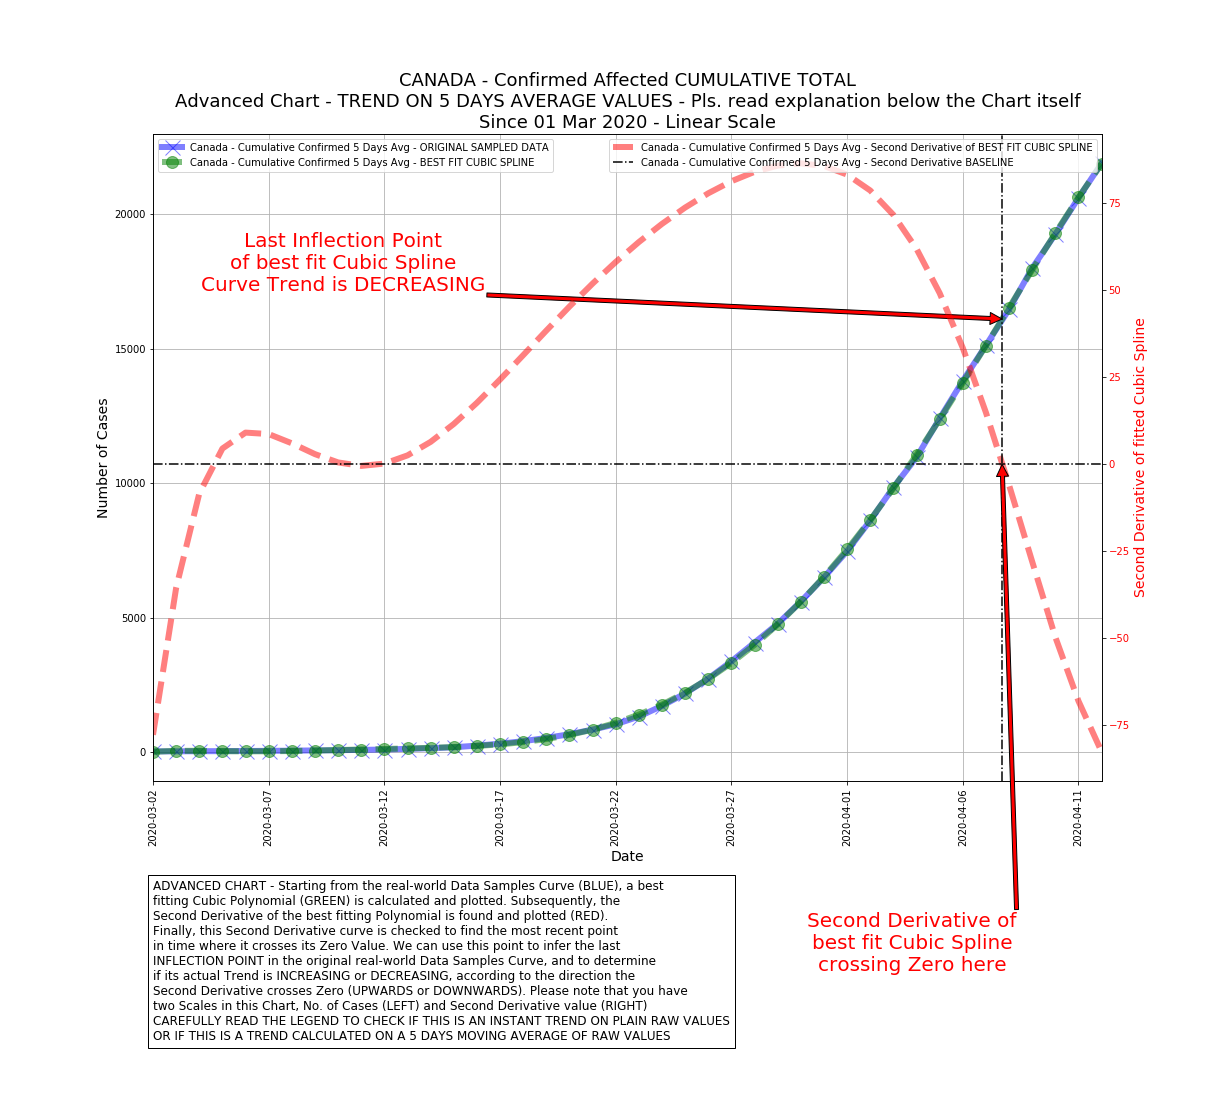 CANADA - Confirmed Affected CUMULATIVE TOTAL
Advanced Chart - TREND ON 5 DAYS AVERAGE VALUES - Pls. read explanation below the Chart itself
Since 01 Mar 2020 - Linear Scale
Canada - Cumulative Confirmed 5 Days Avg - ORIGINAL SAMPLED DATA
Canada - Cumulative Confirmed 5 Days Avg - BEST FIT CUBIC SPLINE
Canada - Cumulative Confirmed 5 Days Avg - Second Derivative of BEST FIT CUBIC SPLINE
Canada - Cumulative Confirmed 5 Days Avg - Second Derivative BASELINE
Last Inflection Point
of best fit Cubic Spline
Curve Trend is DECREASING
Number of Cases
20000
15000
10000
5000
0
75
50
25
0
−25
−50
−75
Second Derivative of fitted Cubic Spline
2020-03-02
2020-03-07
2020-03-12
2020-03-17
2020-03-22
2020-03-27
2020-04-01
2020-04-06
2020-04-11
Date
ADVANCED CHART - Starting from the real-world Data Samples Curve (BLUE), a best
fitting Cubic Polynomial (GREEN) is calculated and plotted. Subsequently, the
Second Derivative of the best fitting Polynomial is found and plotted (RED).
Finally, this Second Derivative curve is checked to find the most recent point
in time where it crosses its Zero Value. We can use this point to infer the last
INFLECTION POINT in the original real-world Data Samples Curve, and to determine
if its actual Trend is INCREASING or DECREASING, according to the direction the
Second Derivative crosses Zero (UPWARDS or DOWNWARDS). Please note that you have
two Scales in this Chart, No. of Cases (LEFT) and Second Derivative value (RIGHT)
CAREFULLY READ THE LEGEND TO CHECK IF THIS IS AN INSTANT TREND ON PLAIN RAW VALUES
OR IF THIS IS A TREND CALCULATED ON A 5 DAYS MOVING AVERAGE OF RAW VALUES
Second Derivative of
best fit Cubic Spline
crossing Zero here